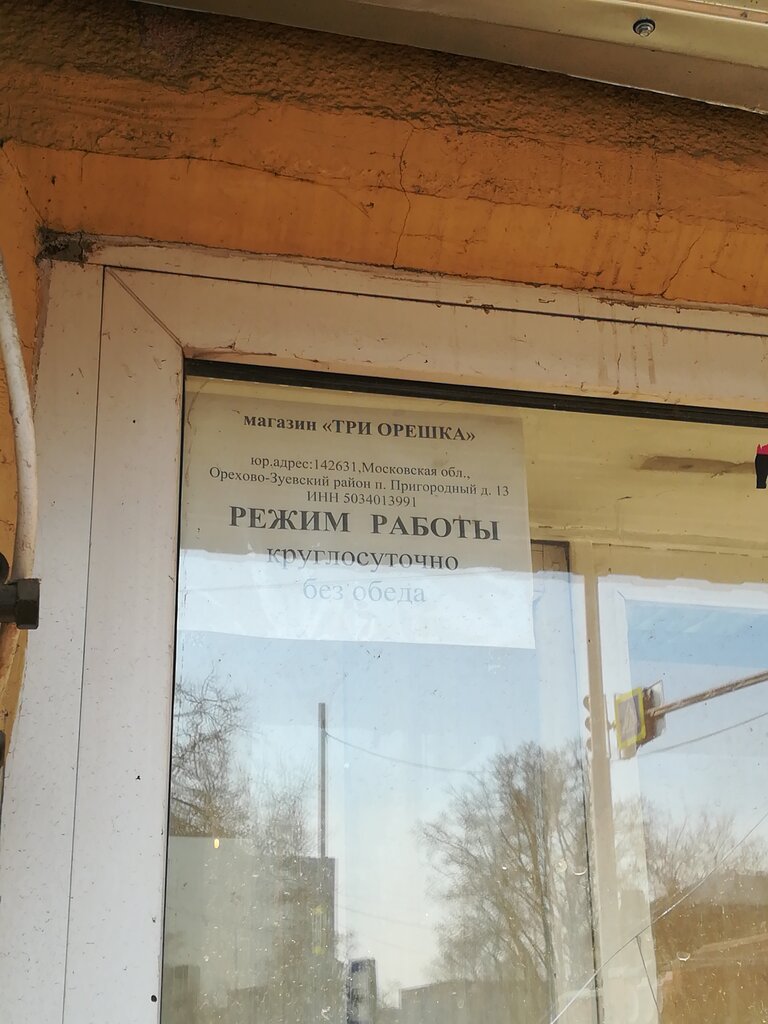 магазин «ТРИ ОРЕШКА»
юр.адрес:142631,Московская обл.,
Орехово-Зуевский район п. Пригородный д. 13
ИНН 5034013991
РЕЖИМ РАБОТЫ
круглосуточно
без обеда